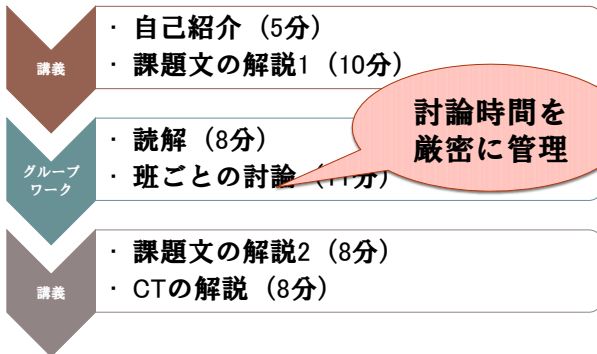 講義
・自己紹介（5分）
・課題文の解説1（10分）
討論時間を
厳密に管理
グループ
ワーク
・読解（8分）
・班ごとの討論（11分）
講義
・課題文の解説2（8分）
・CTの解説（8分）